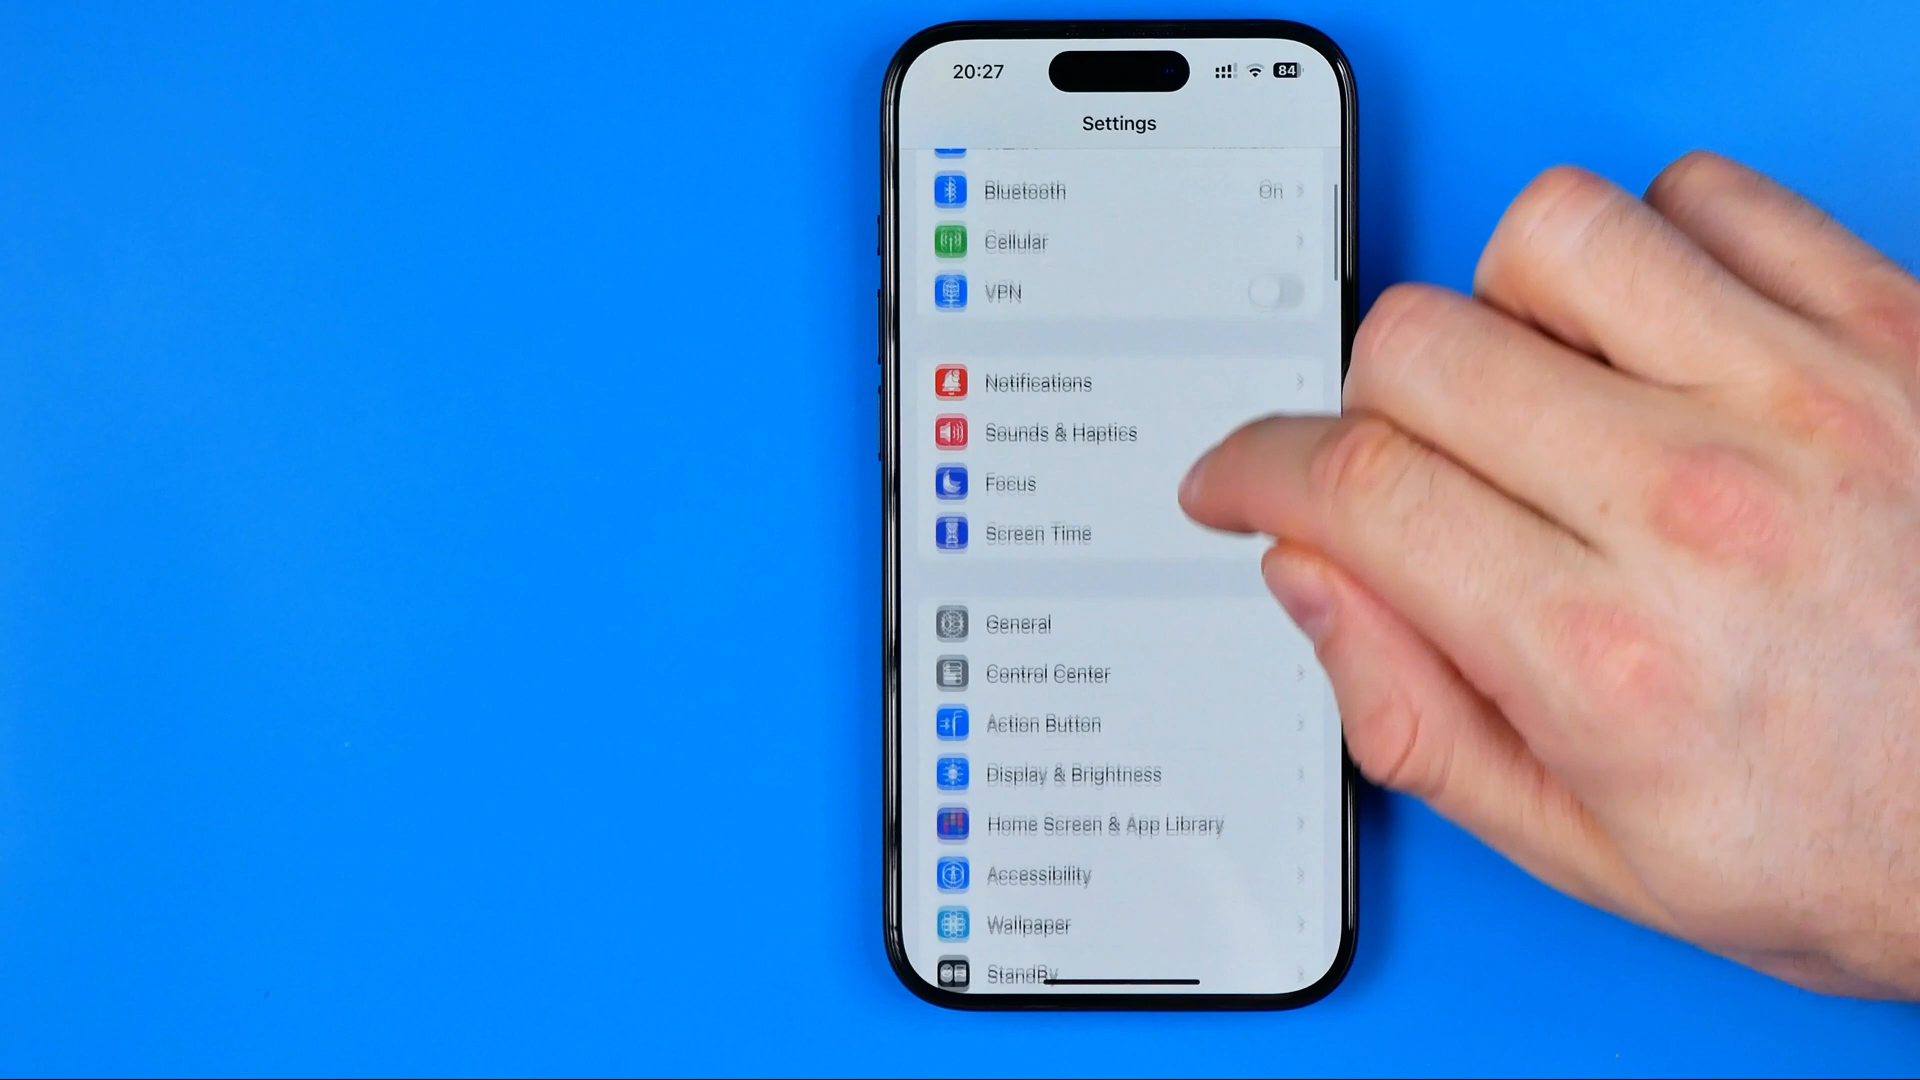 20:27
84
Settings
Bluetooth On
Cellular
VPN
Notifications
Sounds & Haptics
Focus
Screen Time
General
Control Center
Action Button
Display & Brightness
Home Screen & App Library
Accessibility
Wallpaper
StandBy